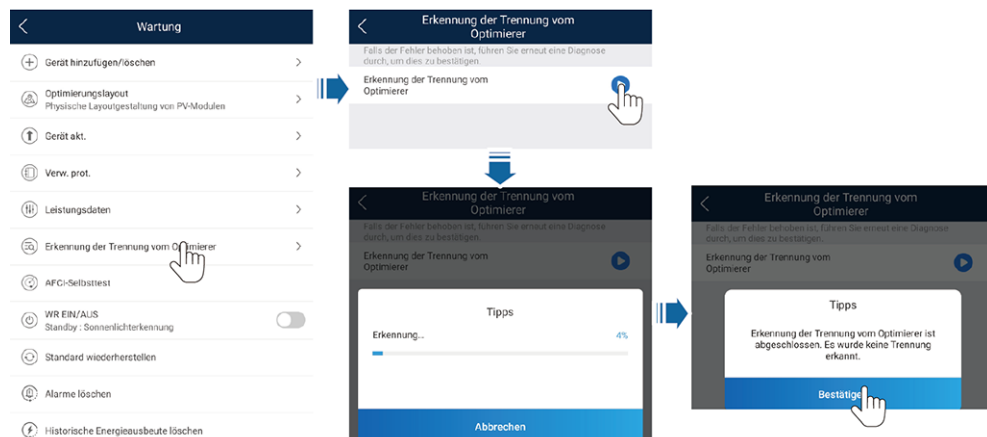 Wartung
Gerät hinzufügen/löschen
Optimierungslayout
Physische Layoutgestaltung von PV-Modulen
Gerät akt.
Verw. prot.
Leistungsdaten
Erkennung der Trennung vom Optimierer
AFCI-Selbsttest
WR EIN/AUS
Standby : Sonnenlichterkennung
Standard wiederherstellen
Alarme löschen
Historische Energieausbeute löschen
Erkennung der Trennung vom
Optimierer
Falls der Fehler behoben ist, führen Sie erneut eine Diagnose
durch, um dies zu bestätigen.
Erkennung der Trennung vom
Optimierer
Erkennung der Trennung vom
Optimierer
Falls der Fehler behoben ist, führen Sie erneut eine Diagnose
durch, um dies zu bestätigen.
Erkennung der Trennung vom
Optimierer
Tipps
Erkennung... 4%
Abbrechen
Erkennung der Trennung vom
Optimierer
Falls der Fehler behoben ist, führen Sie erneut eine Diagnose
durch, um dies zu bestätigen.
Erkennung der Trennung vom
Optimierer
Tipps
Erkennung der Trennung vom Optimierer ist
abgeschlossen. Es wurde keine Trennung
erkannt.
Bestätige